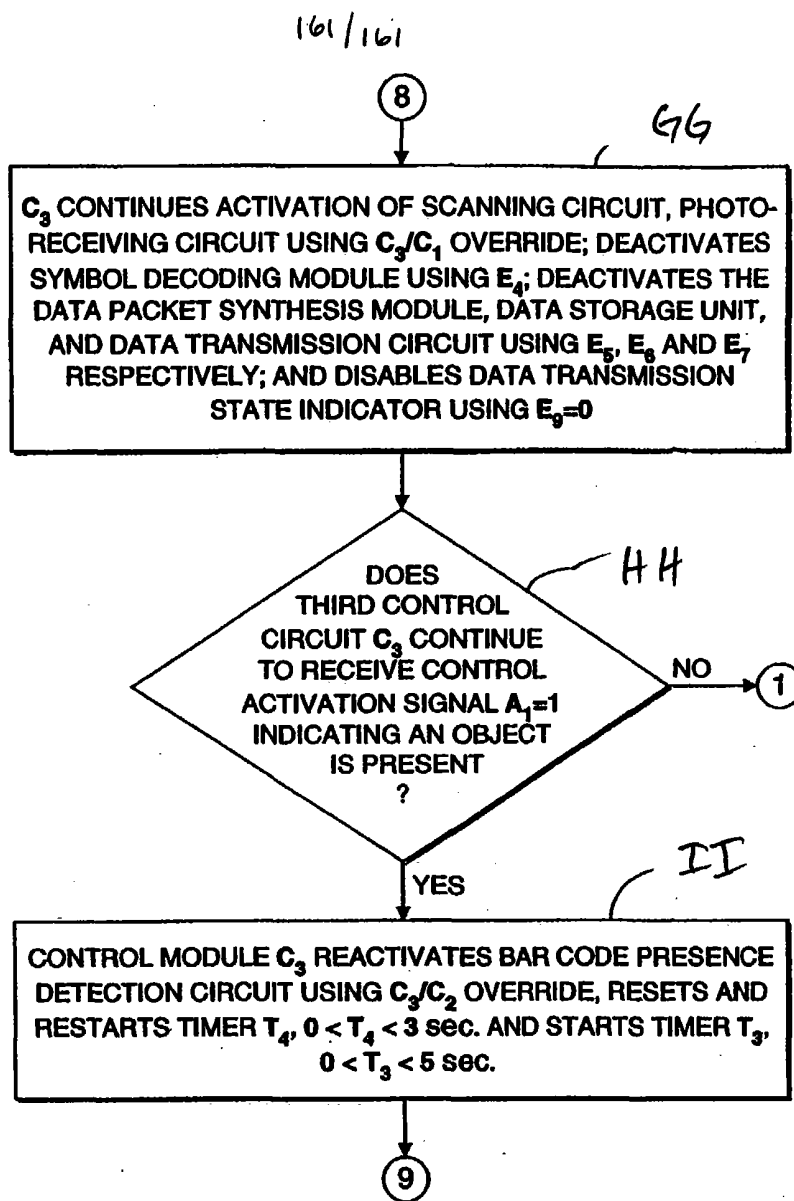 161/161
8
GG
C₃ CONTINUES ACTIVATION OF SCANNING CIRCUIT, PHOTO-
RECEIVING CIRCUIT USING C₃/C₁ OVERRIDE; DEACTIVATES
SYMBOL DECODING MODULE USING E₄; DEACTIVATES THE
DATA PACKET SYNTHESIS MODULE, DATA STORAGE UNIT,
AND DATA TRANSMISSION CIRCUIT USING E₅, E₆ AND E₇
RESPECTIVELY; AND DISABLES DATA TRANSMISSION
STATE INDICATOR USING E₉=0
HH
DOES
THIRD CONTROL
CIRCUIT C₃ CONTINUE
TO RECEIVE CONTROL
ACTIVATION SIGNAL A₁=1
INDICATING AN OBJECT
IS PRESENT
?
NO
1
YES
II
CONTROL MODULE C₃ REACTIVATES BAR CODE PRESENCE
DETECTION CIRCUIT USING C₃/C₂ OVERRIDE, RESETS AND
RESTARTS TIMER T₄, 0 < T₄ < 3 sec. AND STARTS TIMER T₃,
0 < T₃ < 5 sec.
9